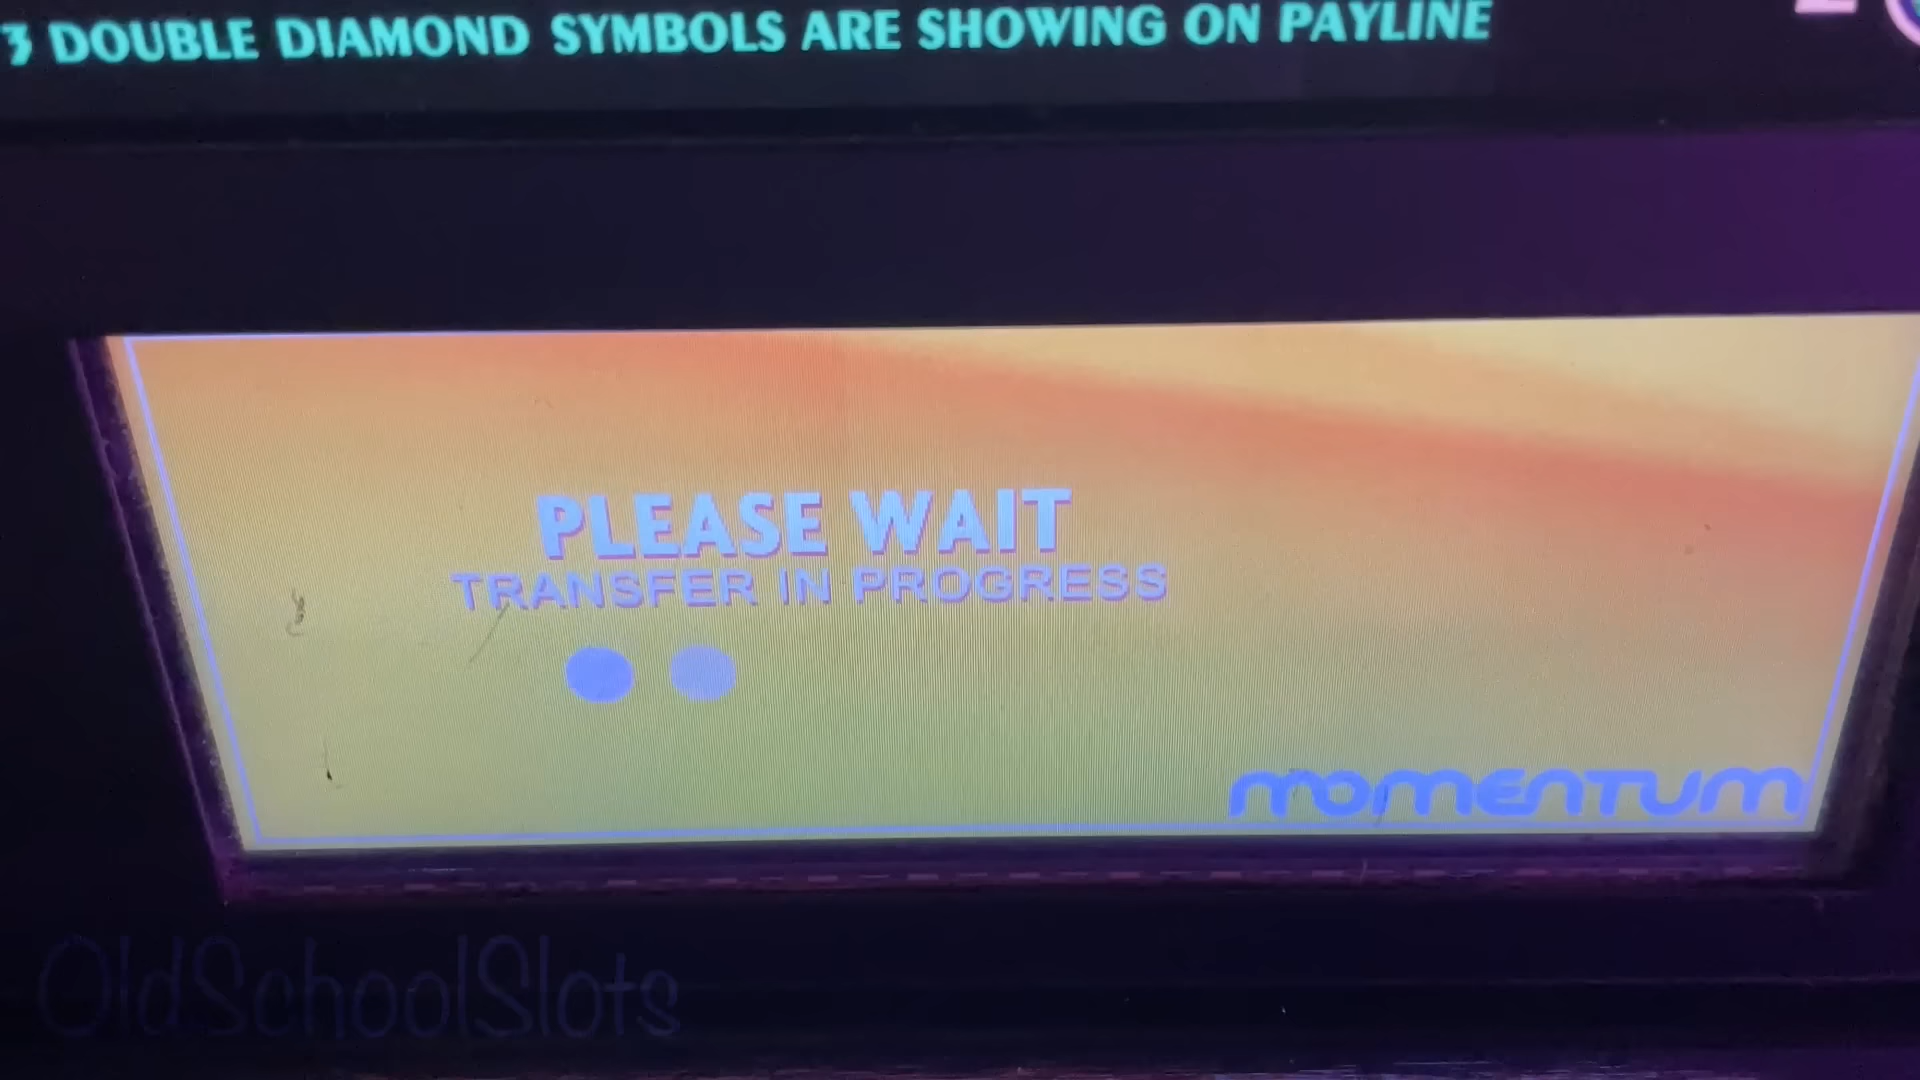 3 DOUBLE DIAMOND SYMBOLS ARE SHOWING ON PAYLINE
PLEASE WAIT
TRANSFER IN PROGRESS
momentum
OldSchoolSlots